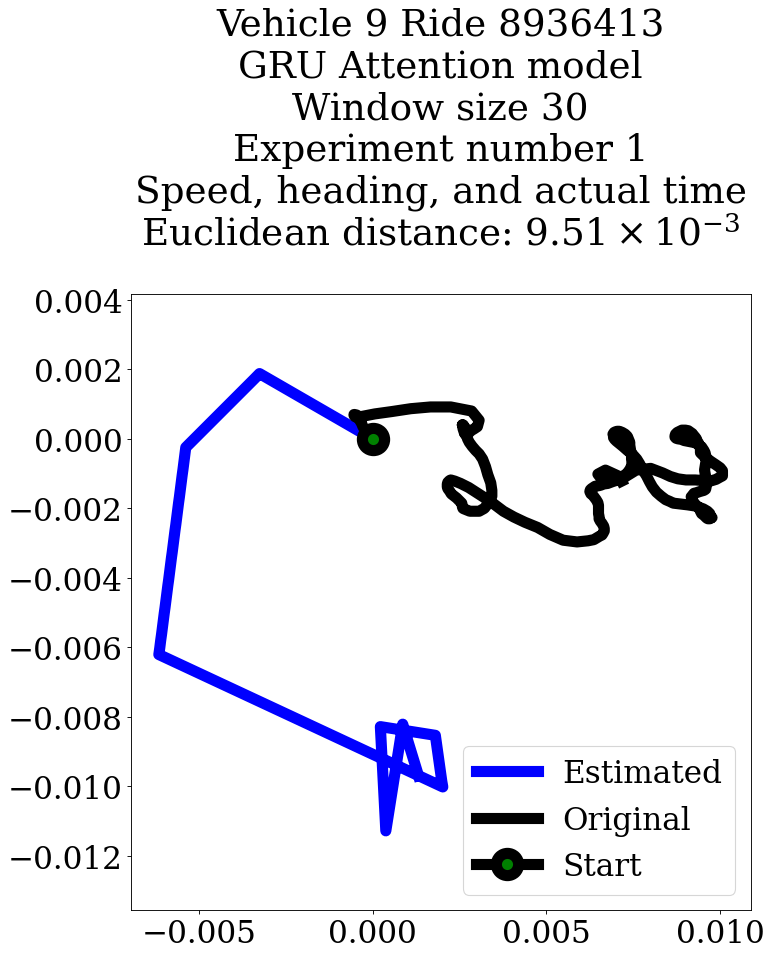 Vehicle 9 Ride 8936413
GRU Attention model
Window size 30
Experiment number 1
Speed, heading, and actual time
Euclidean distance: 9.51 × 10⁻³
0.004
0.002
0.000
−0.002
−0.004
−0.006
−0.008
−0.010
−0.012
Estimated
Original
Start
−0.005 0.000 0.005 0.010